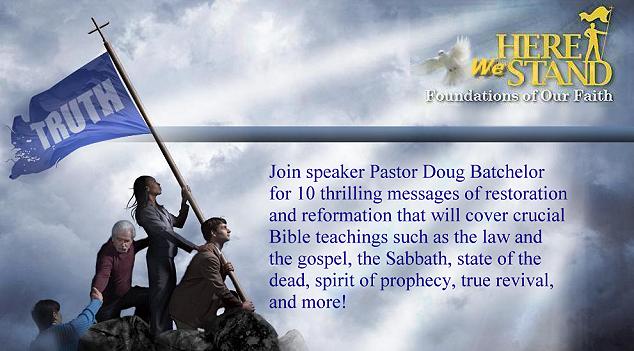 TRUTH
HERE
We STAND
Foundations of Our Faith
Join speaker Pastor Doug Batchelor
for 10 thrilling messages of restoration
and reformation that will cover crucial
Bible teachings such as the law and
the gospel, the Sabbath, state of the
dead, spirit of prophecy, true revival,
and more!